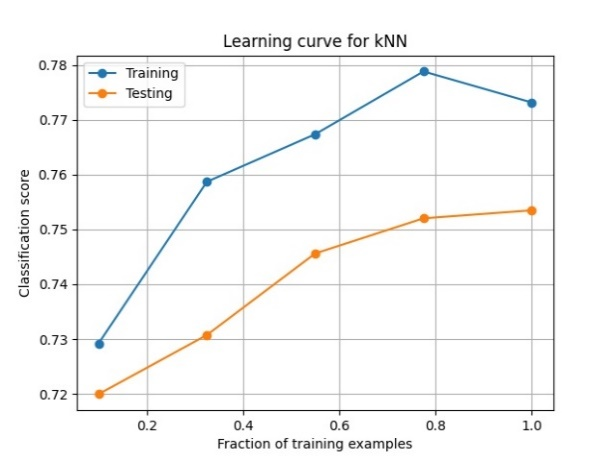 Learning curve for kNN
Training
Testing
0.78
0.77
0.76
0.75
0.74
0.73
0.72
Classification score
0.2 0.4 0.6 0.8 1.0
Fraction of training examples